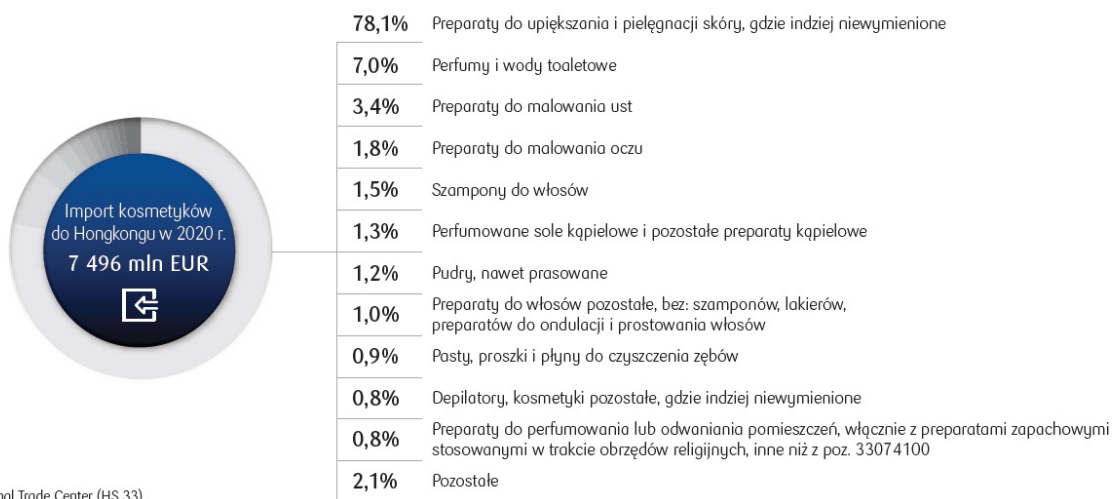 78,1% Preparaty do upiększania i pielęgnacji skóry, gdzie indziej niewymienione
7,0% Perfumy i wody toaletowe
3,4% Preparaty do malowania ust
1,8% Preparaty do malowania oczu
1,5% Szampony do włosów
1,3% Perfumowane sole kąpielowe i pozostałe preparaty kąpielowe
1,2% Pudry, nawet prasowane
1,0% Preparaty do włosów pozostałe, bez: szamponów, lakierów,
preparatów do ondulacji i prostowania włosów
0,9% Pasty, proszki i płyny do czyszczenia zębów
0,8% Depilatory, kosmetyki pozostałe, gdzie indziej niewymienione
0,8% Preparaty do perfumowania lub odwaniania pomieszczeń, włącznie z preparatami zapachowymi
stosowanymi w trakcie obrzędów religijnych, inne niż z poz. 33074100
2,1% Pozostałe
Import kosmetyków
do Hongkongu w 2020 r.
7 496 mln EUR
Trade Center (HS 33)